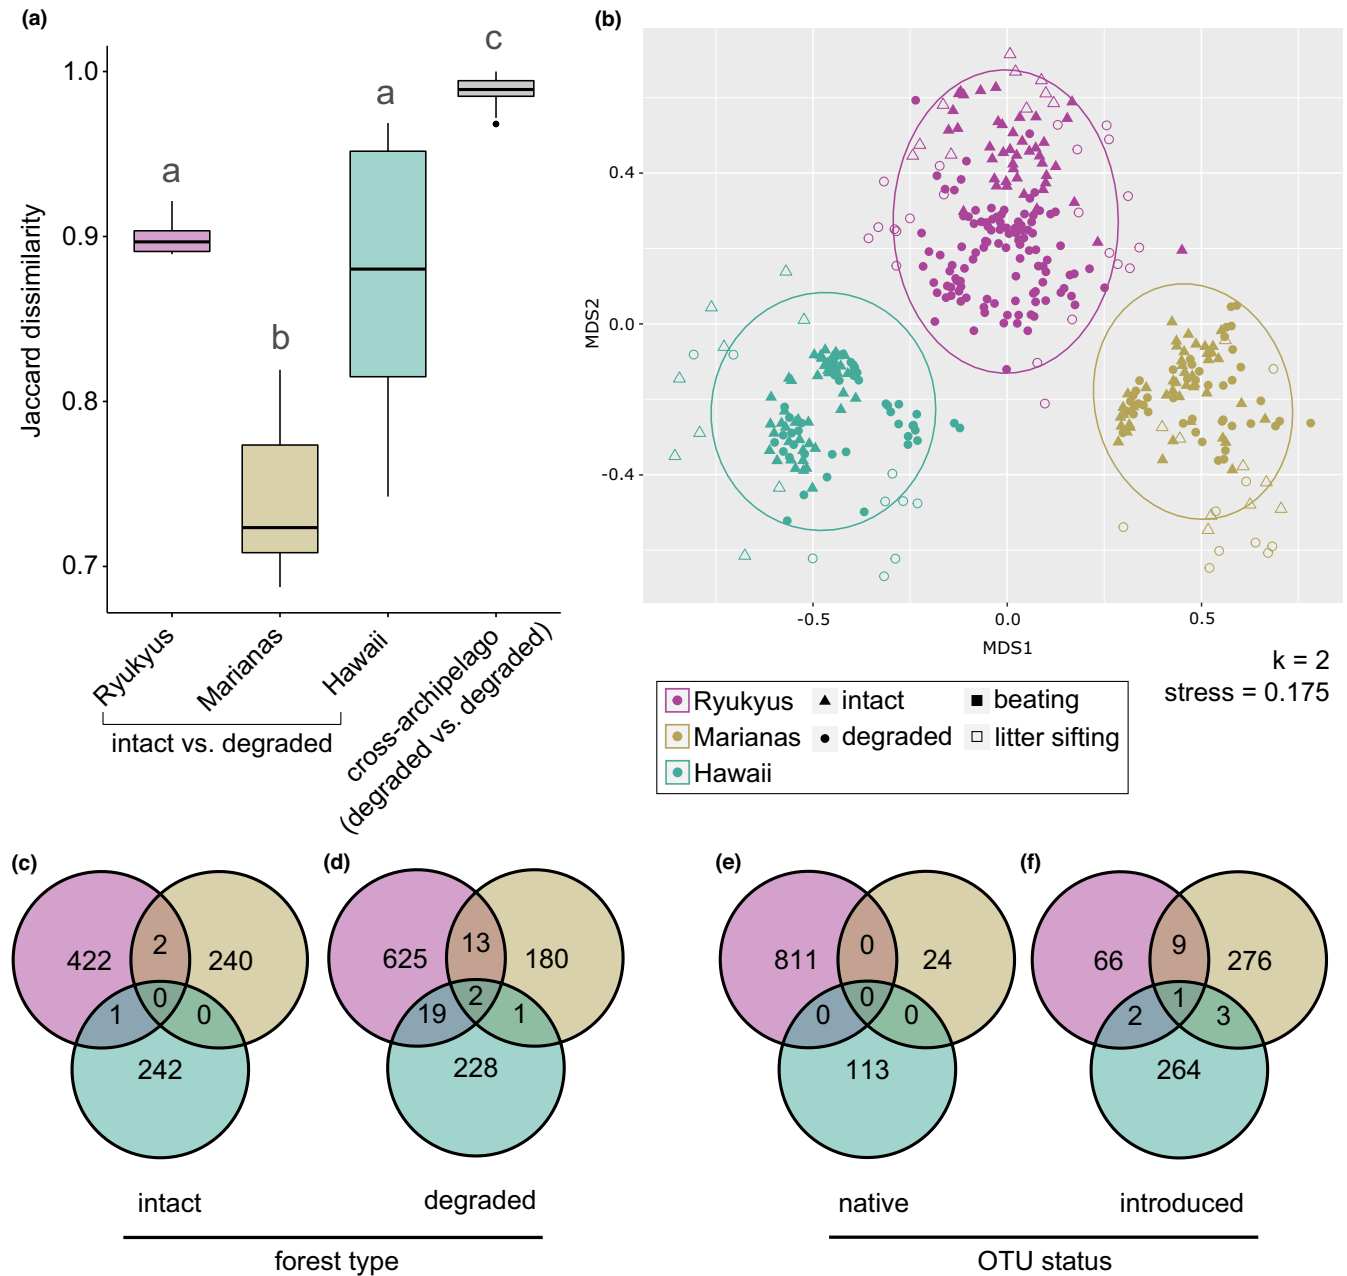 (a)
Jaccard dissimilarity
1.0
0.9
0.8
0.7
a
b
a
c
Ryukyus
Marianas
Hawaii
cross-archipelago
(degraded vs. degraded)
intact vs. degraded
(b)
MDS2
0.4
0.0
-0.4
-0.5
0.0
0.5
MDS1
k = 2
stress = 0.175
Ryukyus
intact
beating
Marianas
degraded
litter sifting
Hawaii
(c)
422
2
240
0
1
0
242
intact
(d)
625
13
180
2
19
1
228
degraded
forest type
(e)
811
0
24
0
0
0
113
native
(f)
66
9
276
1
2
3
264
introduced
OTU status